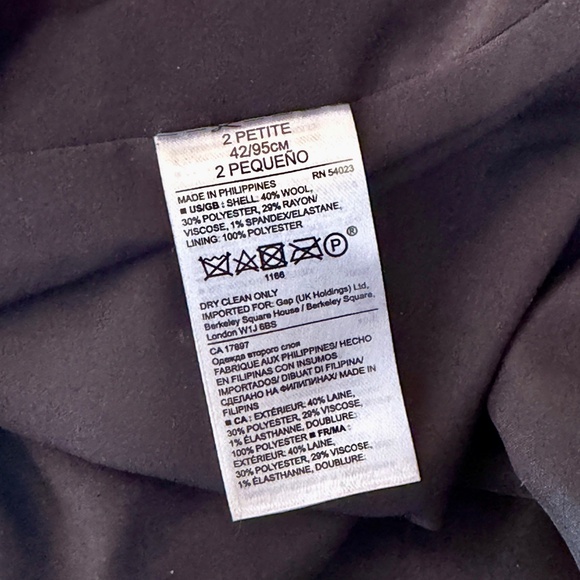 2 PETITE
42/95CM
2 PEQUEÑO
RN 54023
MADE IN PHILIPPINES
■ US/GB : SHELL: 40% WOOL,
30% POLYESTER, 29% RAYON/
VISCOSE, 1% SPANDEX/ELASTANE,
LINING: 100% POLYESTER
P®
1166
DRY CLEAN ONLY
IMPORTED FOR: Gap (UK Holdings) Ltd,
Berkeley Square House / Berkeley Square,
London W1J 6BS
CA 17897
Одежда второго слоя
FABRIQUE AUX PHILIPPINES/ HECHO
EN FILIPINAS CON INSUMOS
IMPORTADOS/ DIBUAT DI FILIPINA/
СДЕЛАНО НА ФИЛИПИНАХ/ MADE IN
FILIPINS
■ CA : EXTÉRIEUR: 40% LAINE,
30% POLYESTER, 29% VISCOSE,
1% ÉLASTHANNE, DOUBLURE:
100% POLYESTER ■ FR/MA :
EXTÉRIEUR: 40% LAINE,
30% POLYESTER, 29% VISCOSE,
1% ÉLASTHANNE, DOUBLURE: